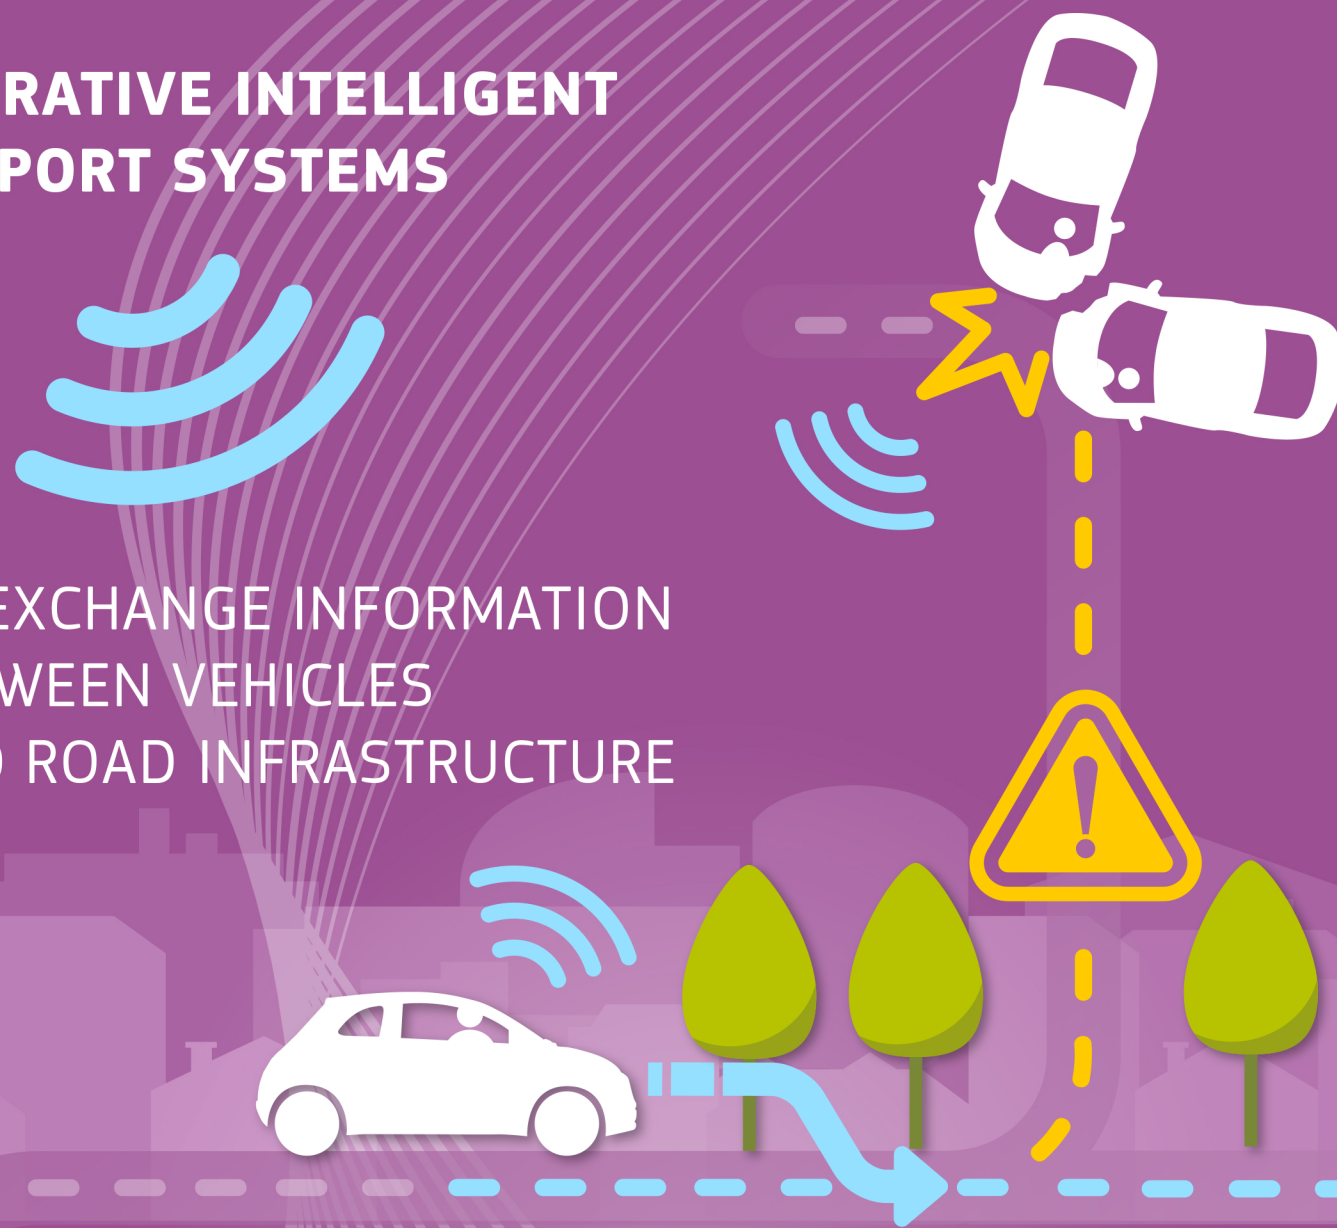 RATIVE INTELLIGENT
PORT SYSTEMS
EXCHANGE INFORMATION
WEEN VEHICLES
ROAD INFRASTRUCTURE
!